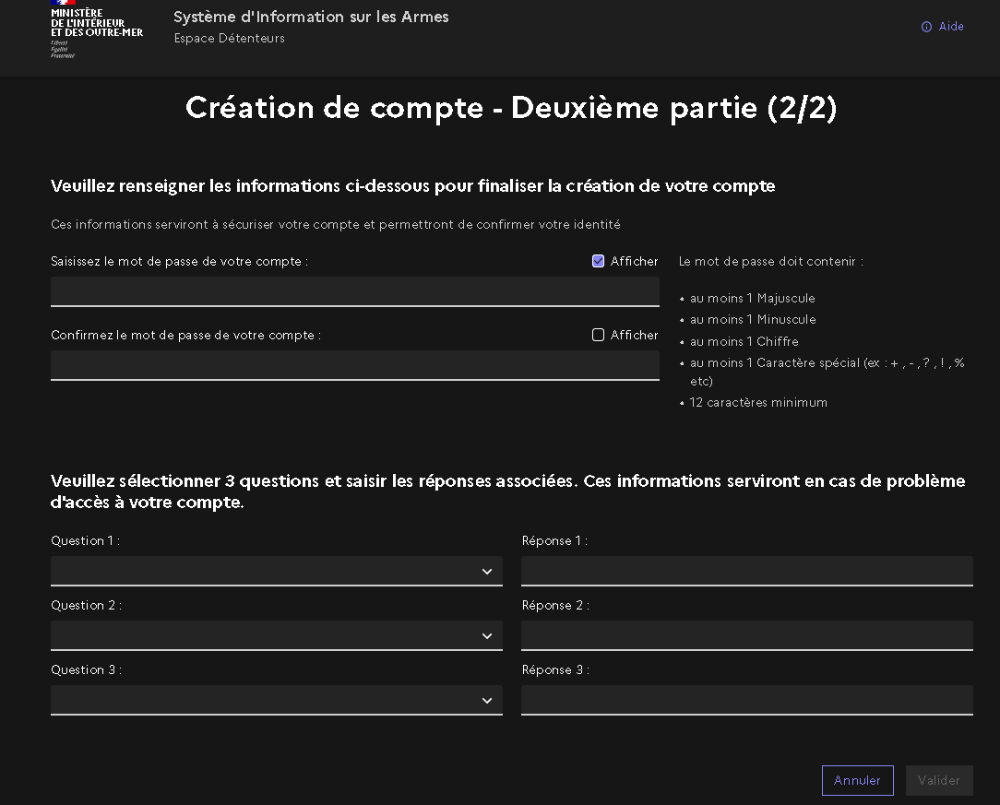 MINISTÈRE
DE L'INTÉRIEUR
ET DES OUTRE-MER
Liberté
Égalité
Fraternité
Système d'Information sur les Armes
Espace Détenteurs
Aide
Création de compte - Deuxième partie (2/2)
Veuillez renseigner les informations ci-dessous pour finaliser la création de votre compte
Ces informations serviront à sécuriser votre compte et permettront de confirmer votre identité
Saisissez le mot de passe de votre compte :
Afficher
Confirmez le mot de passe de votre compte :
Afficher
Le mot de passe doit contenir :
• au moins 1 Majuscule
• au moins 1 Minuscule
• au moins 1 Chiffre
• au moins 1 Caractère spécial (ex : + , - , ? , ! , %
etc)
• 12 caractères minimum
Veuillez sélectionner 3 questions et saisir les réponses associées. Ces informations serviront en cas de problème
d'accès à votre compte.
Question 1 :
Réponse 1 :
Question 2 :
Réponse 2 :
Question 3 :
Réponse 3 :
Annuler
Valider